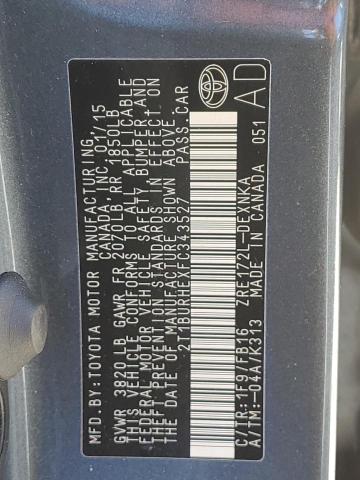 MFD.BY:TOYOTA MOTOR MANUFACTURING,
CANADA, INC. 01/15
GVWR 3820LB GAWR FR 2070LB RR 1850LB
THIS VEHICLE CONFORMS TO ALL APPLICABLE
FEDERAL MOTOR VEHICLE SAFETY, BUMPER, AND
THEFT PREVENTION STANDARDS IN EFFECT ON
THE DATE OF MANUFACTURE SHOWN ABOVE.
2T1BURHEXFC343527 PASS.CAR
C/TR:1F9/FB16 ZRE172L-DEXNKA
A/TM:-04A/K313 MADE IN CANADA 051
AD
TOYOTA